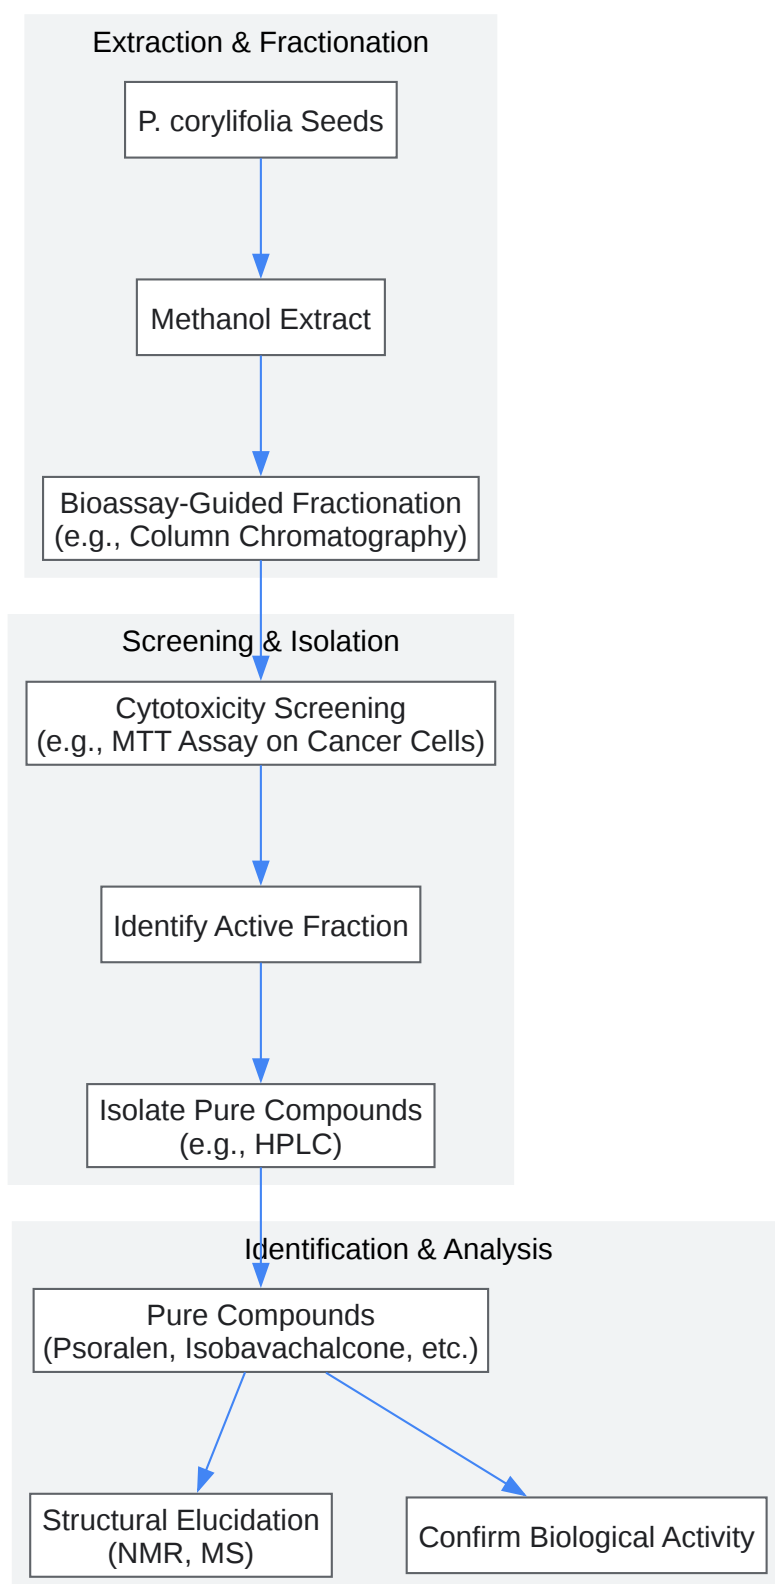 Extraction & Fractionation
P. corylifolia Seeds
Methanol Extract
Bioassay-Guided Fractionation
(e.g., Column Chromatography)
Screening & Isolation
Cytotoxicity Screening
(e.g., MTT Assay on Cancer Cells)
Identify Active Fraction
Isolate Pure Compounds
(e.g., HPLC)
Identification & Analysis
Pure Compounds
(Psoralen, Isobavachalcone, etc.)
Structural Elucidation
(NMR, MS)
Confirm Biological Activity